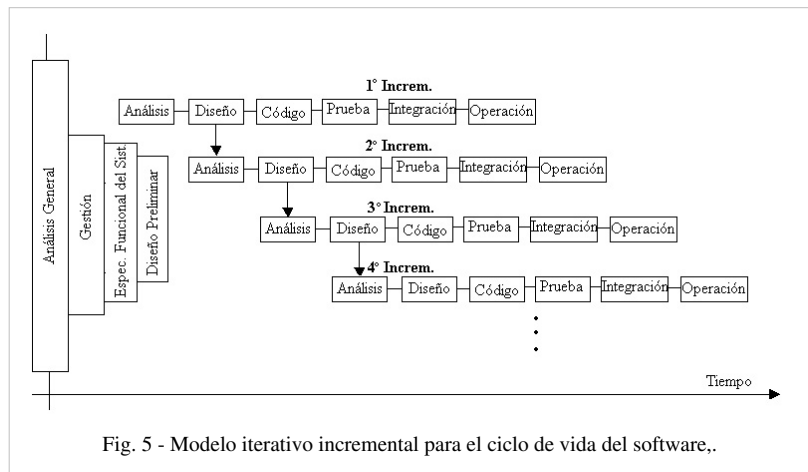 1° Increm.
Análisis Diseño Código Prueba Integración Operación
2° Increm.
Análisis Diseño Código Prueba Integración Operación
3° Increm.
Análisis Diseño Código Prueba Integración Operación
4° Increm.
Análisis Diseño Código Prueba Integración Operación
Análisis General
Gestión
Espec. Funcional del Sist.
Diseño Preliminar
Tiempo
Fig. 5 - Modelo iterativo incremental para el ciclo de vida del software,.